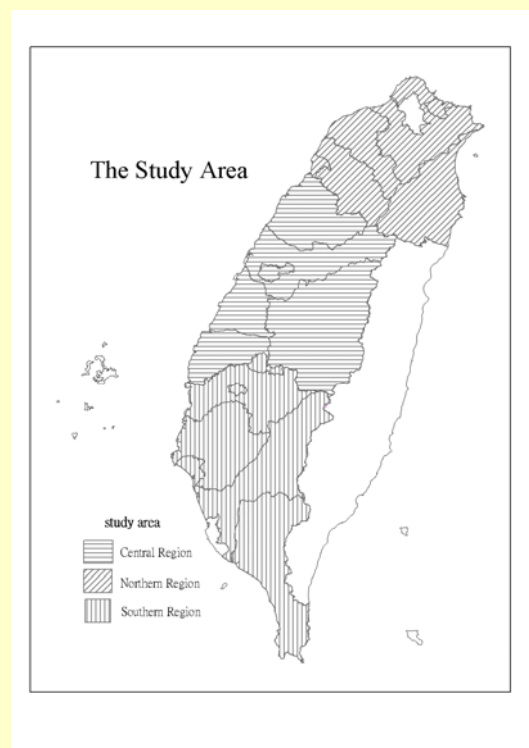 The Study Area
study area
Central Region
Northern Region
Southern Region